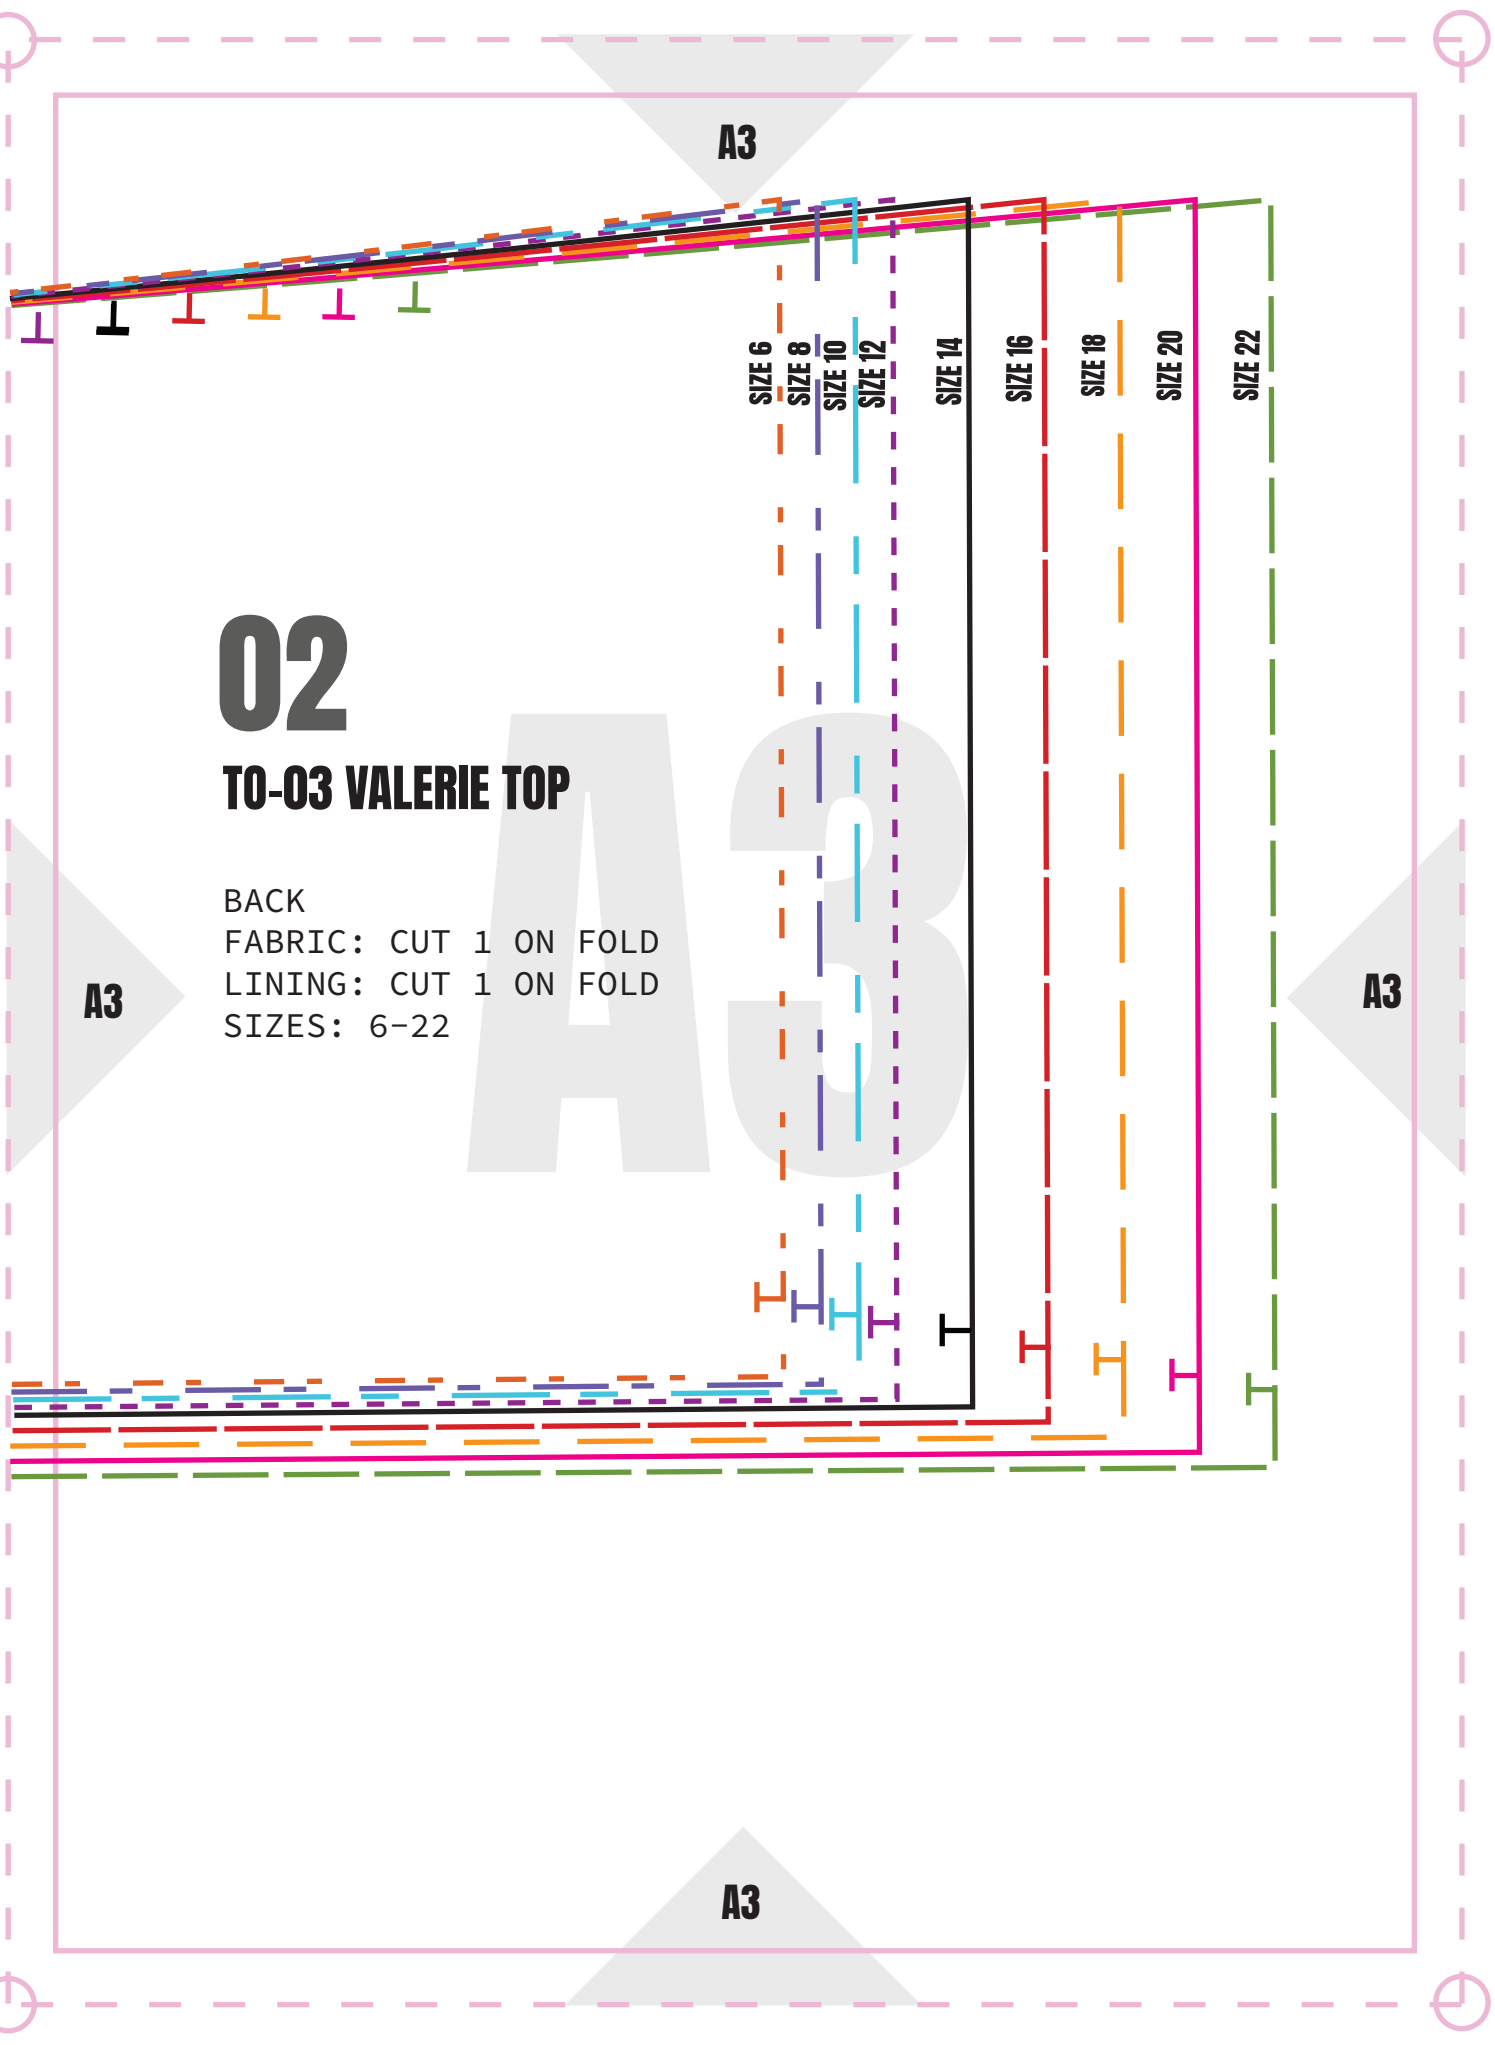 A3
SIZE 6
SIZE 8
SIZE 10
SIZE 12
SIZE 14
SIZE 16
SIZE 18
SIZE 20
SIZE 22
02
TO-03 VALERIE TOP
A3
BACK
FABRIC: CUT 1 ON FOLD
LINING: CUT 1 ON FOLD
SIZES: 6-22
A3
A3
A3